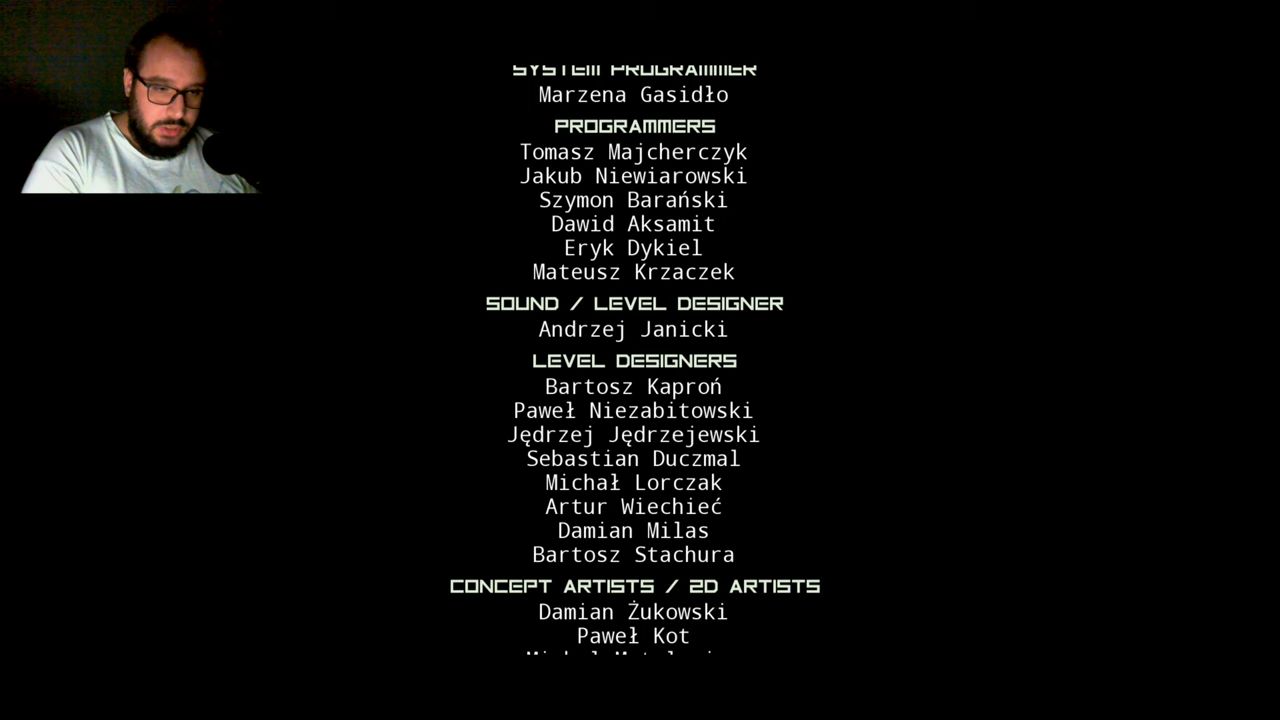 SYSTEM PROGRAMMER
Marzena Gasidło
PROGRAMMERS
Tomasz Majcherczyk
Jakub Niewiarowski
Szymon Barański
Dawid Aksamit
Eryk Dykiel
Mateusz Krzaczek
SOUND / LEVEL DESIGNER
Andrzej Janicki
LEVEL DESIGNERS
Bartosz Kaproń
Paweł Niezabitowski
Jędrzej Jędrzejewski
Sebastian Duczmal
Michał Lorczak
Artur Wiechieć
Damian Milas
Bartosz Stachura
CONCEPT ARTISTS / 2D ARTISTS
Damian Żukowski
Paweł Kot